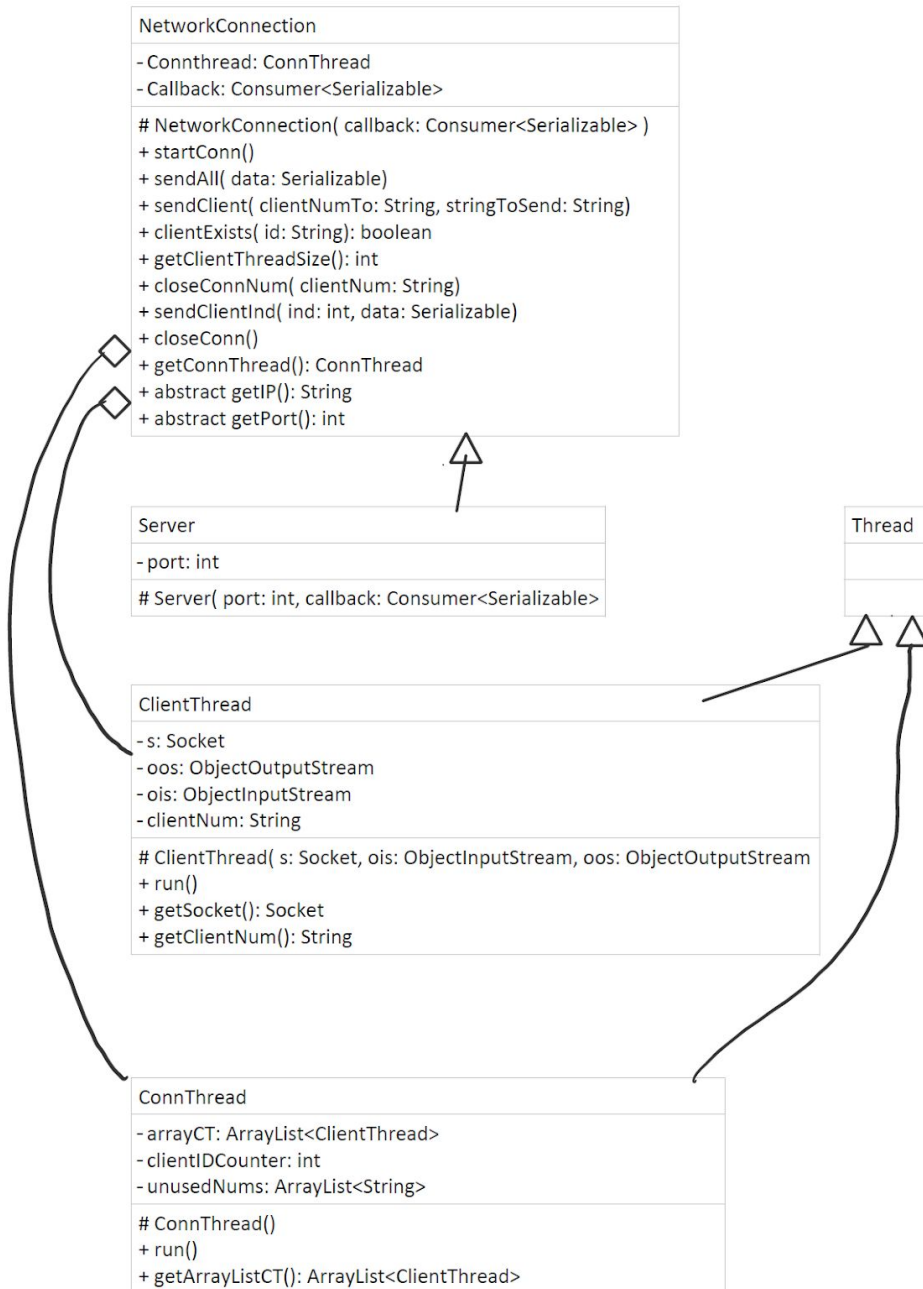 NetworkConnection
- Connthread: ConnThread
- Callback: Consumer<Serializable>
# NetworkConnection( callback: Consumer<Serializable> )
+ startConn()
+ sendAll( data: Serializable)
+ sendClient( clientNumTo: String, stringToSend: String)
+ clientExists( id: String): boolean
+ getClientThreadSize(): int
+ closeConnNum( clientNum: String)
+ sendClientInd( ind: int, data: Serializable)
+ closeConn()
+ getConnThread(): ConnThread
+ abstract getIP(): String
+ abstract getPort(): int
Server
- port: int
# Server( port: int, callback: Consumer<Serializable>
Thread
ClientThread
- s: Socket
- oos: ObjectOutputStream
- ois: ObjectInputStream
- clientNum: String
# ClientThread( s: Socket, ois: ObjectInputStream, oos: ObjectOutputStream
+ run()
+ getSocket(): Socket
+ getClientNum(): String
ConnThread
- arrayCT: ArrayList<ClientThread>
- clientIDCounter: int
- unusedNums: ArrayList<String>
# ConnThread()
+ run()
+ getArrayListCT(): ArrayList<ClientThread>